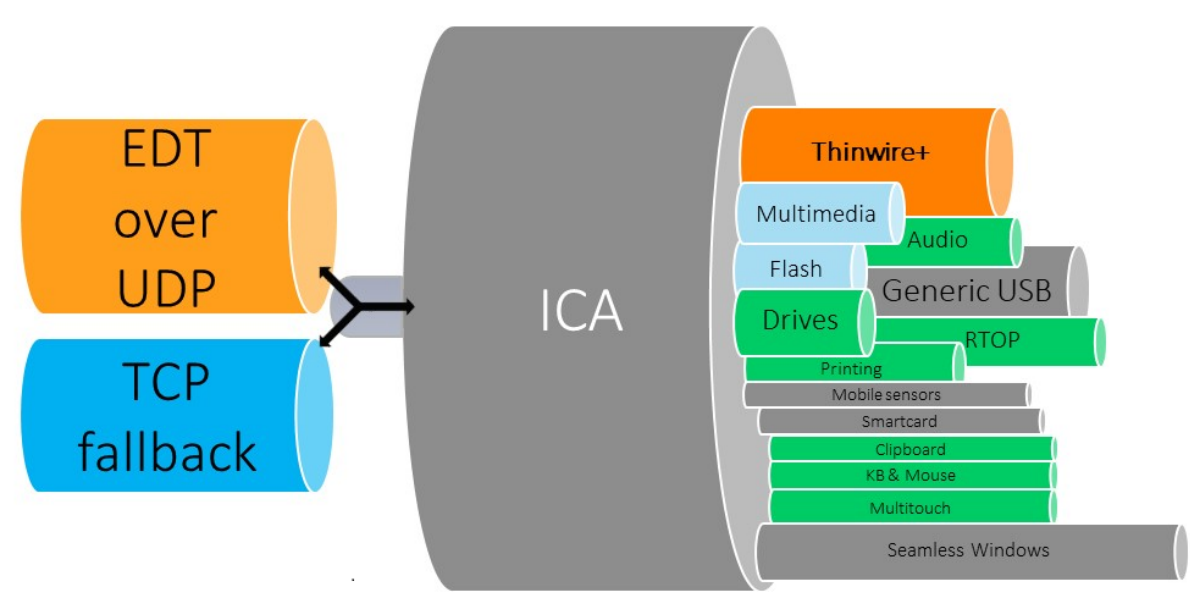 EDT
over
UDP
TCP
fallback
ICA
Thinwire+
Multimedia
Audio
Flash
Generic USB
Drives
RTOP
Printing
Mobile sensors
Smartcard
Clipboard
KB & Mouse
Multitouch
Seamless Windows